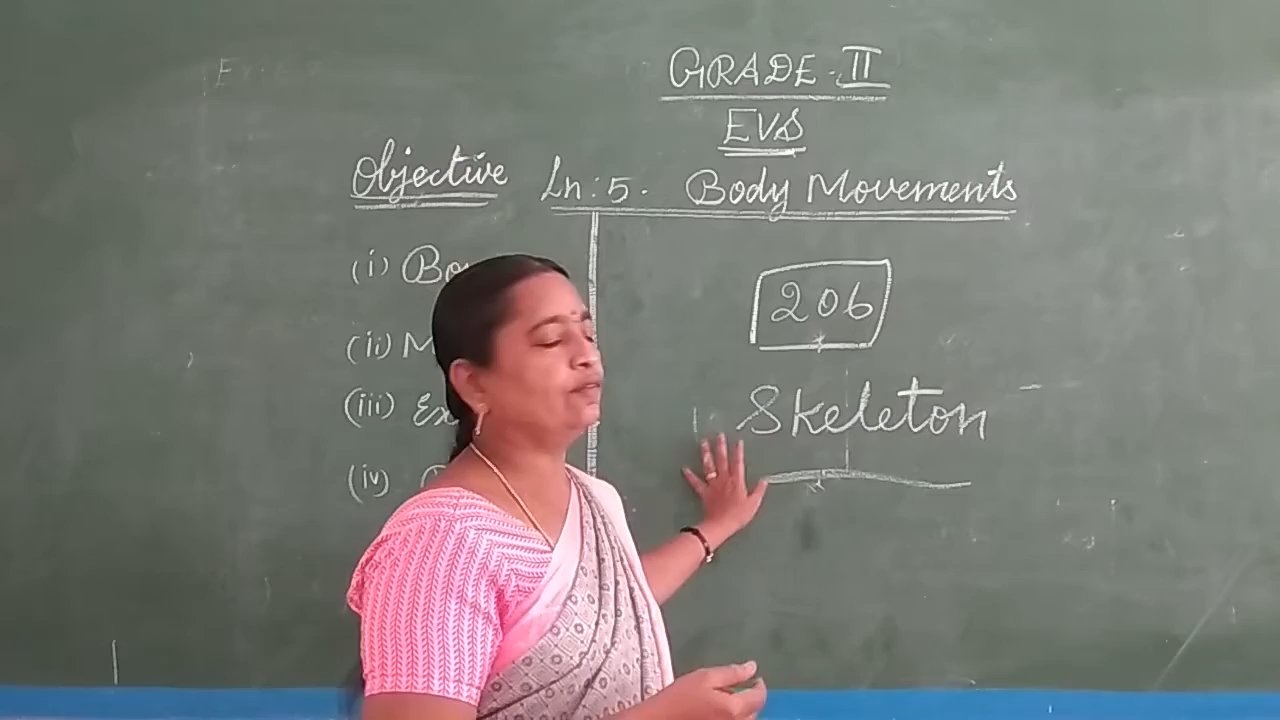 GRADE-II
EVS
Objective
Ln:5. Body Movements
(i)
(ii)
(iii)
(iv)
206
Skeleton